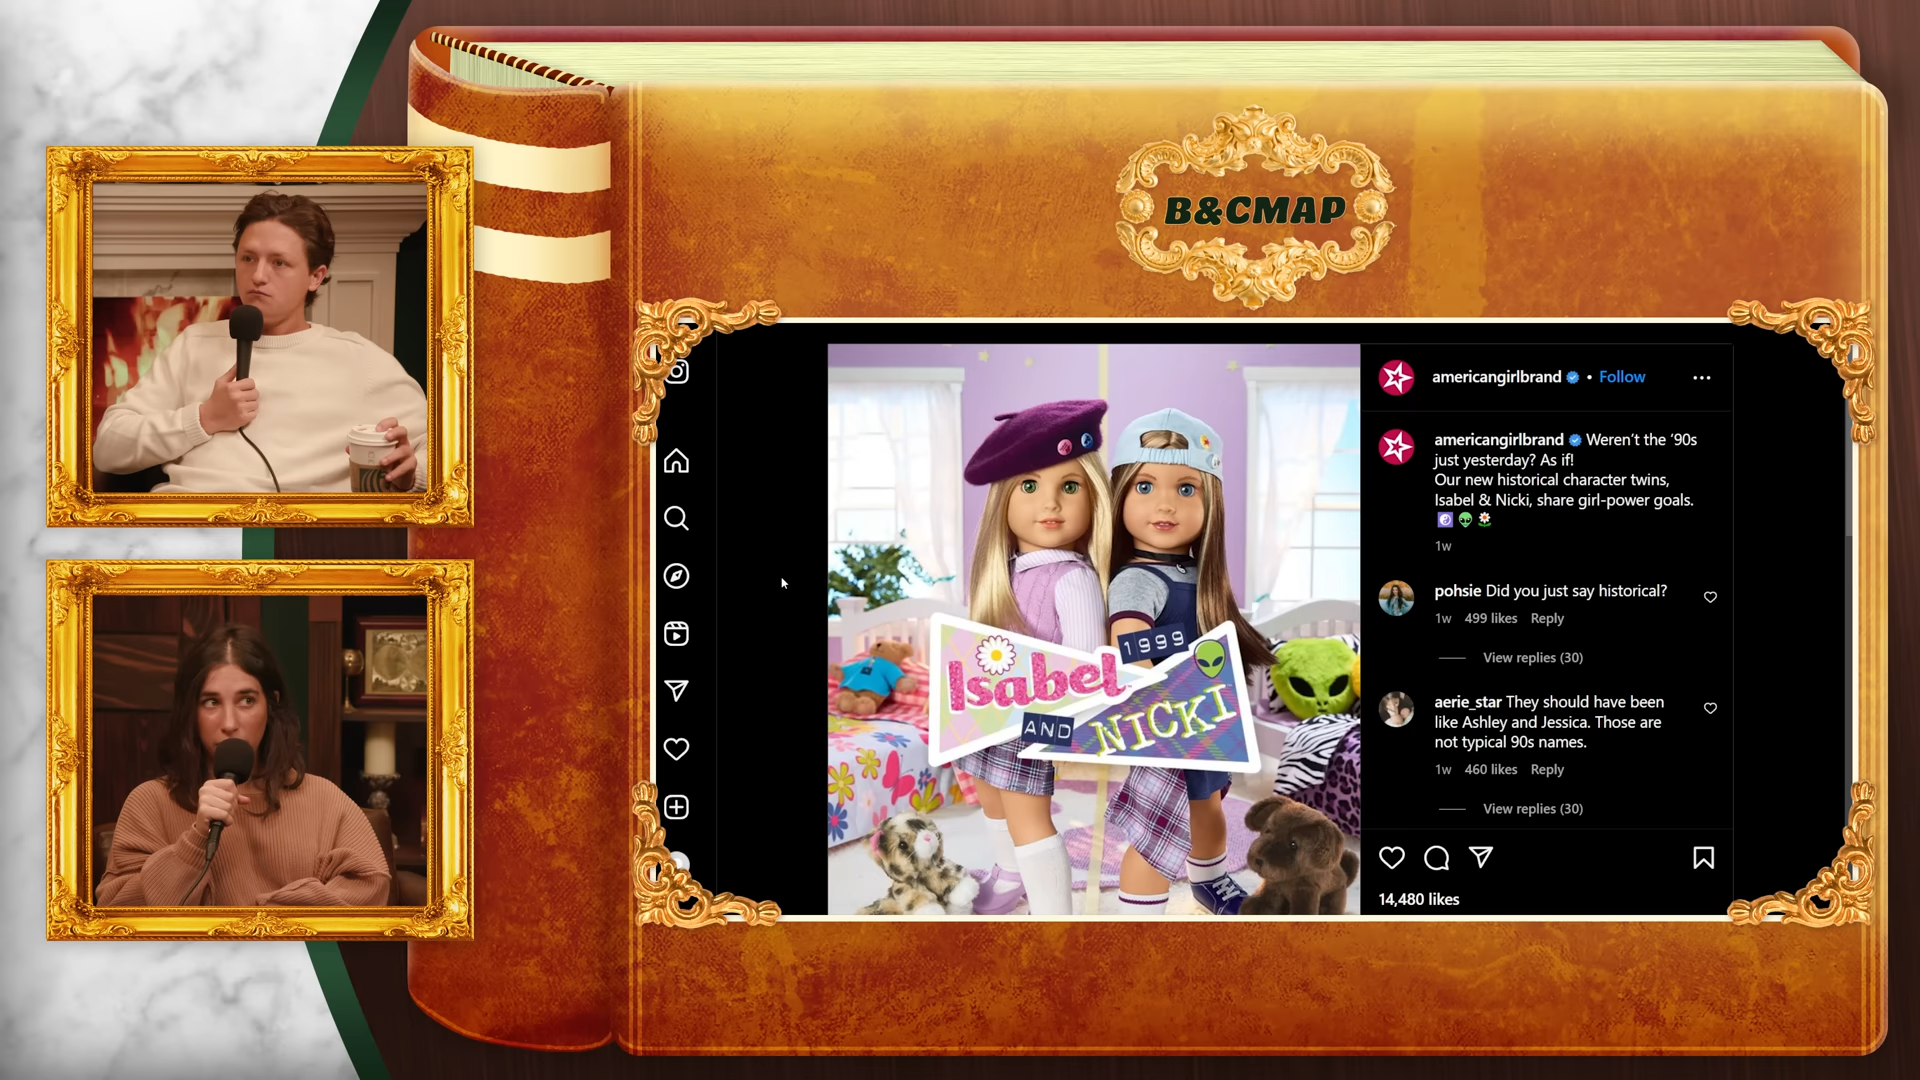 B&CMAP
americangirlbrand • Follow
americangirlbrand Weren't the '90s
just yesterday? As if!
Our new historical character twins,
Isabel & Nicki, share girl-power goals.
1w
pohsie Did you just say historical?
1w 499 likes Reply
View replies (30)
aerie_star They should have been
like Ashley and Jessica. Those are
not typical 90s names.
1w 460 likes Reply
View replies (30)
14,480 likes
1999
Isabel
AND NICKI